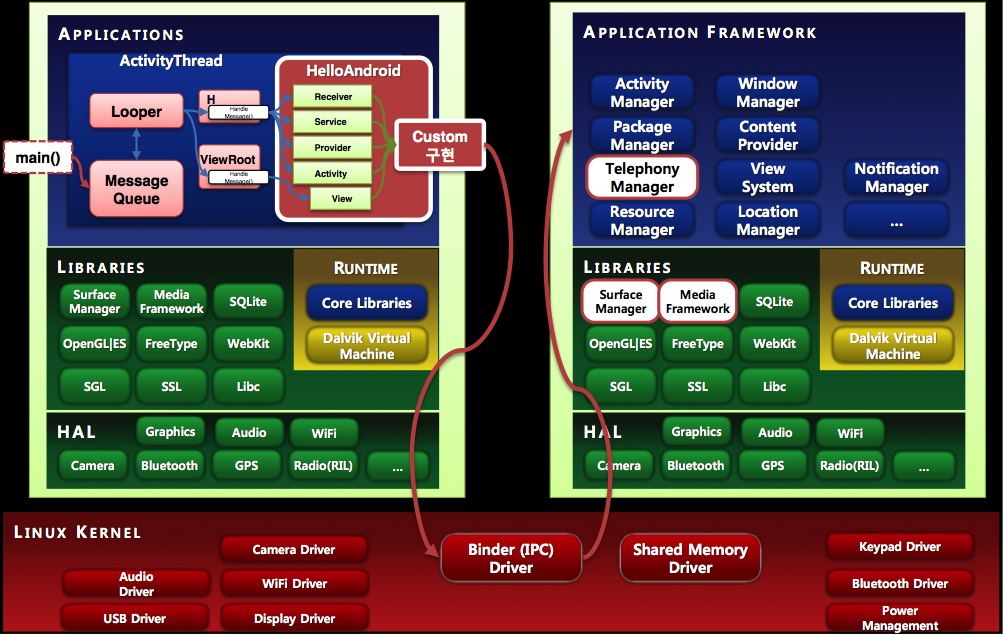 APPLICATIONS
ActivityThread
Looper
Message
Queue
main()
H
Handle
Message()
ViewRoot
Handle
Message()
HelloAndroid
Receiver
Service
Provider
Activity
View
Custom
구현
LIBRARIES
Surface
Manager
Media
Framework
SQLite
OpenGL|ES
FreeType
WebKit
SGL
SSL
Libc
RUNTIME
Core Libraries
Dalvik Virtual
Machine
HAL
Graphics
Audio
WiFi
Camera
Bluetooth
GPS
Radio(RIL)
...
APPLICATION FRAMEWORK
Activity
Manager
Window
Manager
Package
Manager
Content
Provider
Telephony
Manager
View
System
Notification
Manager
Resource
Manager
Location
Manager
...
LIBRARIES
Surface
Manager
Media
Framework
SQLite
OpenGL|ES
FreeType
WebKit
SGL
SSL
Libc
RUNTIME
Core Libraries
Dalvik Virtual
Machine
HAL
Graphics
Audio
WiFi
Camera
Bluetooth
GPS
Radio(RIL)
...
LINUX KERNEL
Camera Driver
Audio
Driver
WiFi Driver
USB Driver
Display Driver
Binder (IPC)
Driver
Shared Memory
Driver
Keypad Driver
Bluetooth Driver
Power
Management